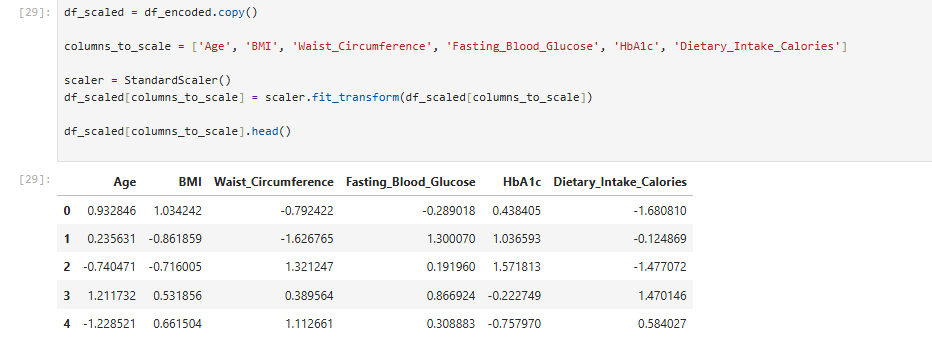 [29]: df_scaled = df_encoded.copy()
columns_to_scale = ['Age', 'BMI', 'Waist_Circumference', 'Fasting_Blood_Glucose', 'HbA1c', 'Dietary_Intake_Calories']
scaler = StandardScaler()
df_scaled[columns_to_scale] = scaler.fit_transform(df_scaled[columns_to_scale])
df_scaled[columns_to_scale].head()
[29]: Age BMI Waist_Circumference Fasting_Blood_Glucose HbA1c Dietary_Intake_Calories
0 0.932846 1.034242 -0.792422 -0.289018 0.438405 -1.680810
1 0.235631 -0.861859 -1.626765 1.300070 1.036593 -0.124869
2 -0.740471 -0.716005 1.321247 0.191960 1.571813 -1.477072
3 1.211732 0.531856 0.389564 0.866924 -0.222749 1.470146
4 -1.228521 0.661504 1.112661 0.308883 -0.757970 0.584027